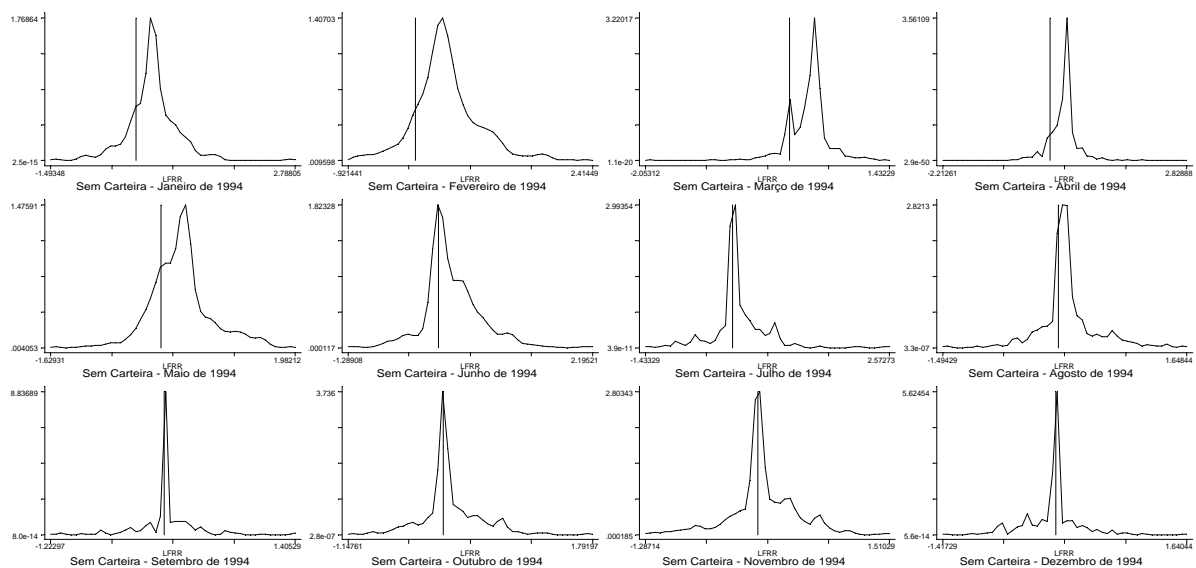 1.76864
2.5e-15
-1.49348
2.78805
LFRR
Sem Carteira - Janeiro de 1994
1.40703
.009598
-.921441
2.41449
LFRR
Sem Carteira - Fevereiro de 1994
3.22017
1.1e-20
-2.05312
1.43229
LFRR
Sem Carteira - Março de 1994
3.56109
2.9e-50
-2.21261
2.82888
LFRR
Sem Carteira - Abril de 1994
1.47591
.004053
-1.62931
1.98212
LFRR
Sem Carteira - Maio de 1994
1.82328
.000117
-1.28908
2.19521
LFRR
Sem Carteira - Junho de 1994
2.99354
3.9e-11
-1.43329
2.57273
LFRR
Sem Carteira - Julho de 1994
2.8213
3.3e-07
-1.49429
1.64844
LFRR
Sem Carteira - Agosto de 1994
8.83689
8.0e-14
-1.22297
1.40529
LFRR
Sem Carteira - Setembro de 1994
3.736
2.8e-07
-1.14761
1.79197
LFRR
Sem Carteira - Outubro de 1994
2.80343
.000185
-1.28714
1.51029
LFRR
Sem Carteira - Novembro de 1994
5.62454
5.6e-14
-1.41729
1.64044
LFRR
Sem Carteira - Dezembro de 1994